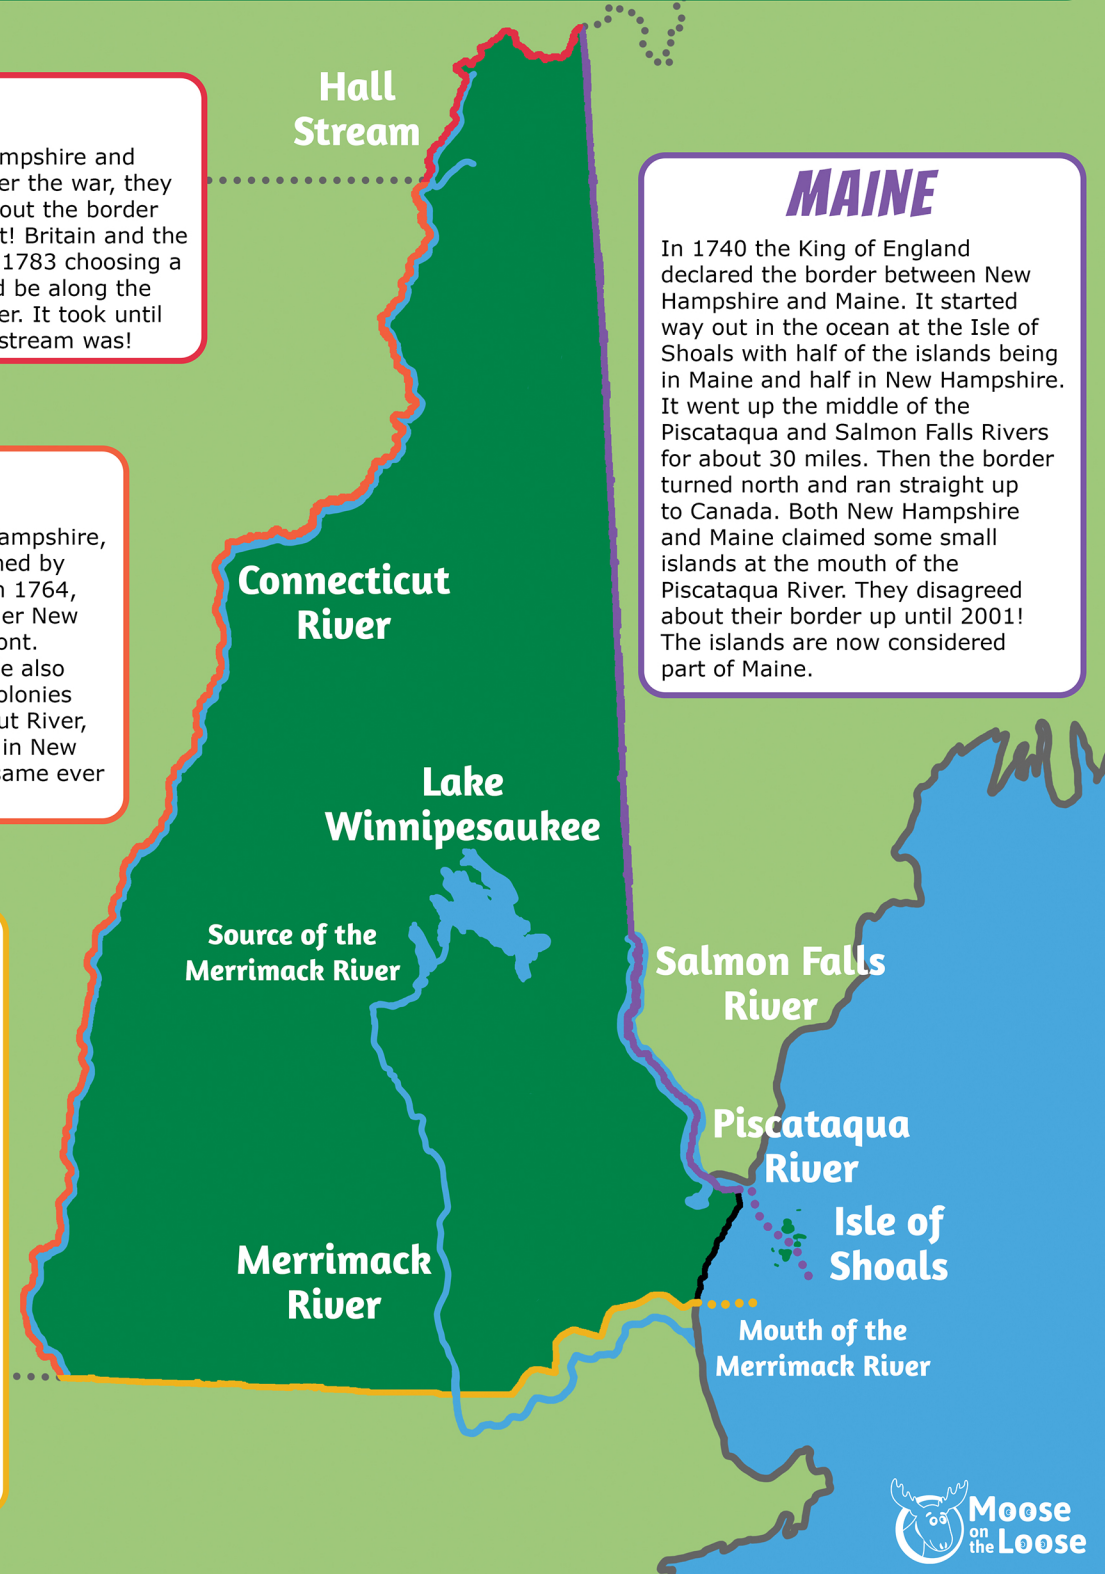 Hall
Stream
mpshire and
er the war, they
out the border
t! Britain and the
1783 choosing a
d be along the
er. It took until
stream was!
MAINE
In 1740 the King of England
declared the border between New
Hampshire and Maine. It started
way out in the ocean at the Isle of
Shoals with half of the islands being
in Maine and half in New Hampshire.
It went up the middle of the
Piscataqua and Salmon Falls Rivers
for about 30 miles. Then the border
turned north and ran straight up
to Canada. Both New Hampshire
and Maine claimed some small
islands at the mouth of the
Piscataqua River. They disagreed
about their border up until 2001!
The islands are now considered
part of Maine.
ampshire,
ned by
n 1764,
er New
ont.
e also
olonies
ut River,
in New
same ever
Connecticut
River
Lake
Winnipesaukee
Source of the
Merrimack River
Salmon Falls
River
Piscataqua
River
Isle of
Shoals
Merrimack
River
Mouth of the
Merrimack River
Moose
on
the Loose